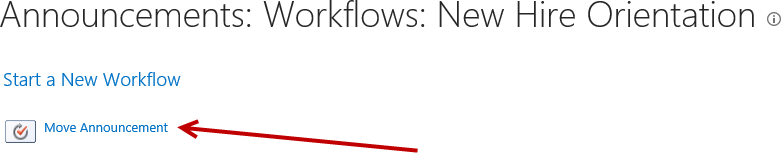 Announcements: Workflows: New Hire Orientation
Start a New Workflow
Move Announcement